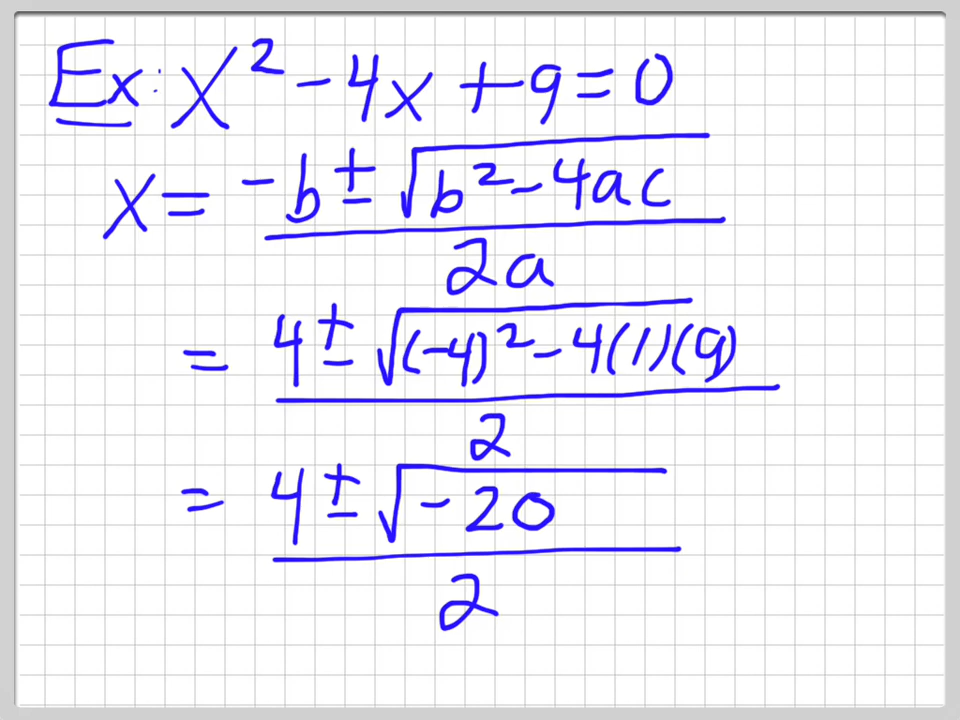 Ex: x² - 4x + 9 = 0
x = (-b ± √(b² - 4ac)) / 2a
= (4 ± √((-4)² - 4(1)(9))) / 2
= (4 ± √(-20)) / 2